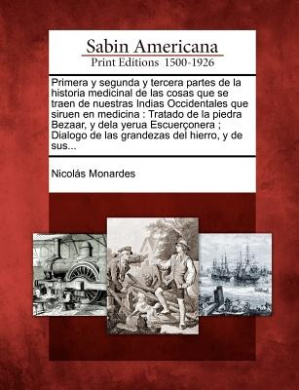 Sabin Americana
Print Editions 1500-1926
Primera y segunda y tercera partes de la
historia medicinal de las cosas que se
traen de nuestras Indias Occidentales que
siruen en medicina : Tratado de la piedra
Bezaar, y dela yerua Escuerçonera ;
Dialogo de las grandezas del hierro, y de
sus...
Nicolás Monardes